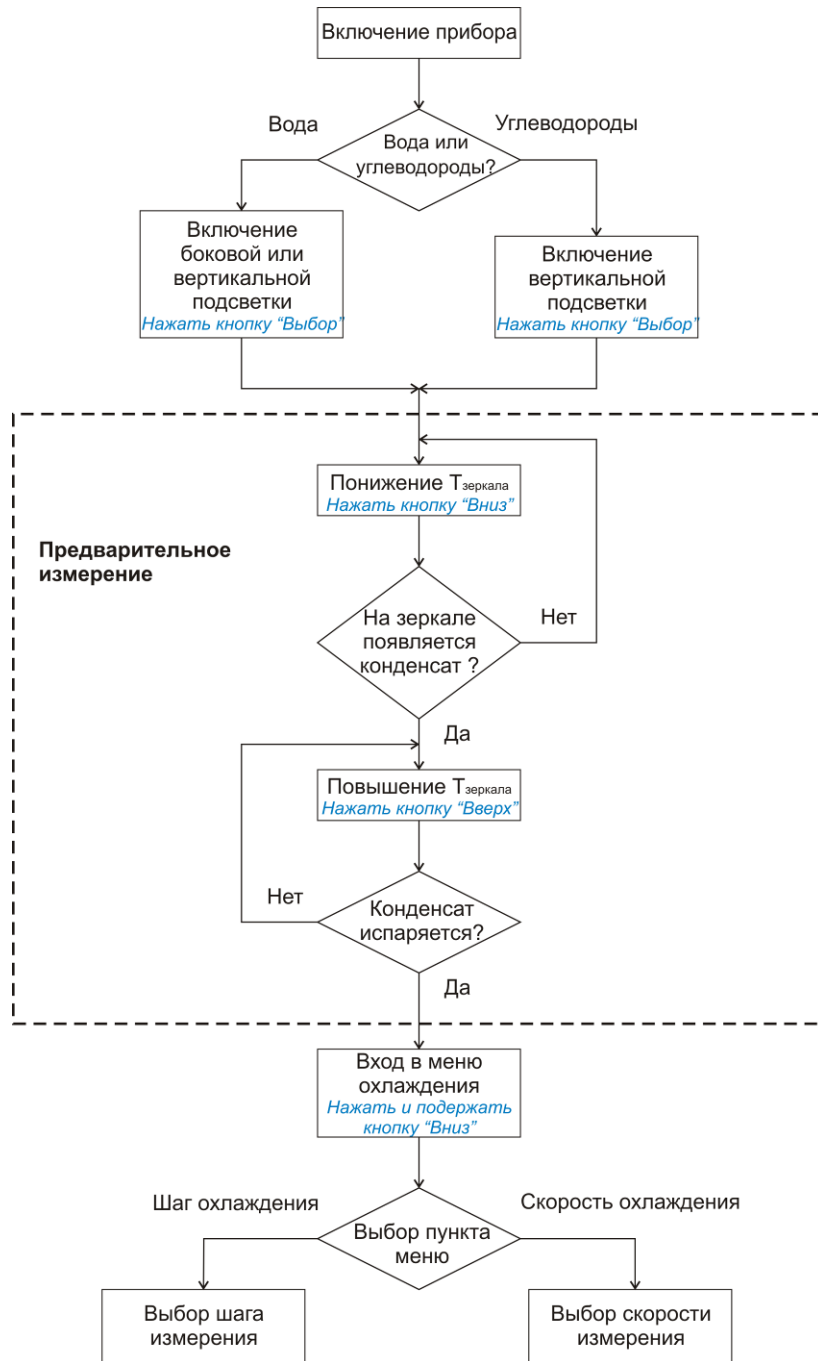 Включение прибора
Вода
Углеводороды
Вода или
углеводороды?
Включение
боковой или
вертикальной
подсветки
Нажать кнопку “Выбор”
Включение
вертикальной
подсветки
Нажать кнопку “Выбор”
Понижение Тзеркала
Нажать кнопку “Вниз”
Предварительное
измерение
На зеркале
появляется
конденсат ?
Нет
Да
Повышение Тзеркала
Нажать кнопку “Вверх”
Нет
Конденсат
испаряется?
Да
Вход в меню
охлаждения
Нажать и подержать
кнопку “Вниз”
Шаг охлаждения
Скорость охлаждения
Выбор пункта
меню
Выбор шага
измерения
Выбор скорости
измерения